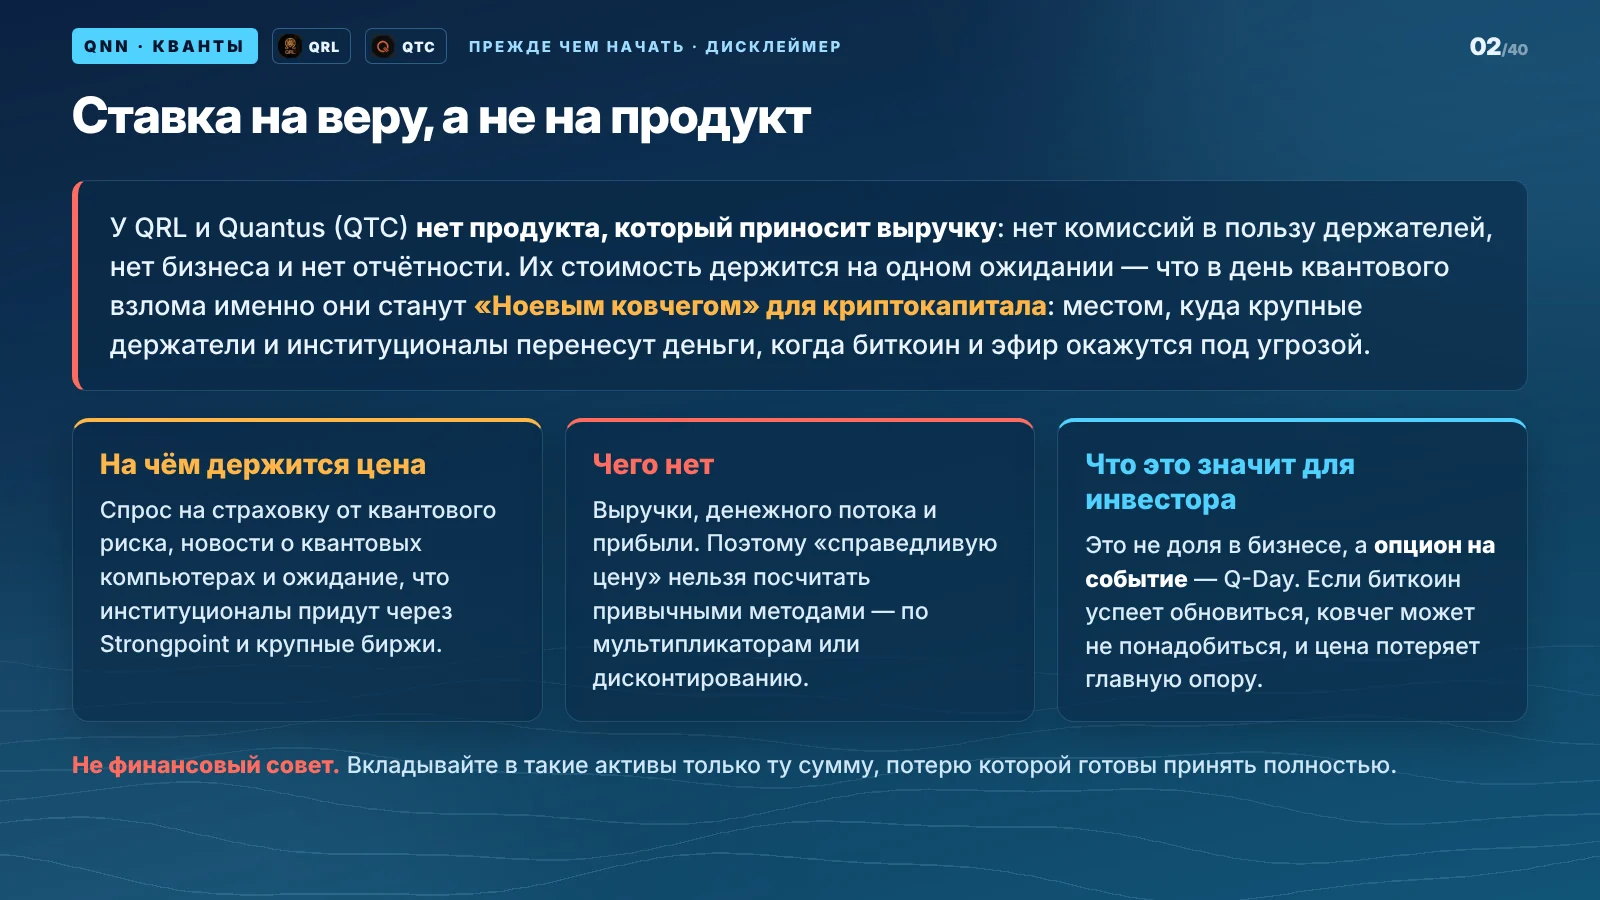 QNN · КВАНТЫ
QRL
QTC
ПРЕЖДЕ ЧЕМ НАЧАТЬ · ДИСКЛЕЙМЕР
02/40
Ставка на веру, а не на продукт
У QRL и Quantus (QTC) нет продукта, который приносит выручку: нет комиссий в пользу держателей,
нет бизнеса и нет отчётности. Их стоимость держится на одном ожидании — что в день квантового
взлома именно они станут «Ноевым ковчегом» для криптокапитала: местом, куда крупные
держатели и институционалы перенесут деньги, когда биткоин и эфир окажутся под угрозой.
На чём держится цена
Спрос на страховку от квантового
риска, новости о квантовых
компьютерах и ожидание, что
институционалы придут через
Strongpoint и крупные биржи.
Чего нет
Выручки, денежного потока и
прибыли. Поэтому «справедливую
цену» нельзя посчитать
привычными методами — по
мультипликаторам или
дисконтированию.
Что это значит для
инвестора
Это не доля в бизнесе, а опцион на
событие — Q-Day. Если биткоин
успеет обновиться, ковчег может
не понадобиться, и цена потеряет
главную опору.
Не финансовый совет. Вкладывайте в такие активы только ту сумму, потерю которой готовы принять полностью.